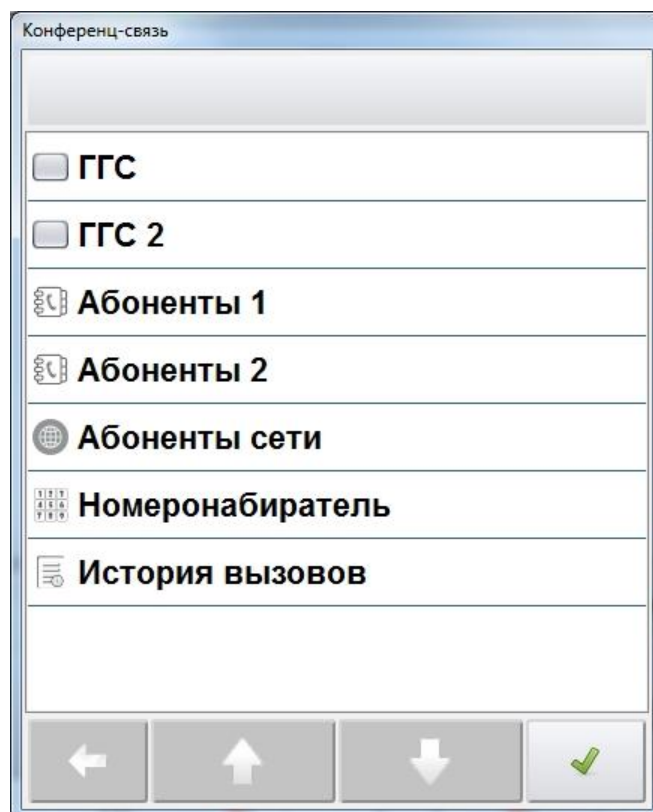 Конференц-связь
ГГС
ГГС 2
Абоненты 1
Абоненты 2
Абоненты сети
Номеронабиратель
История вызовов